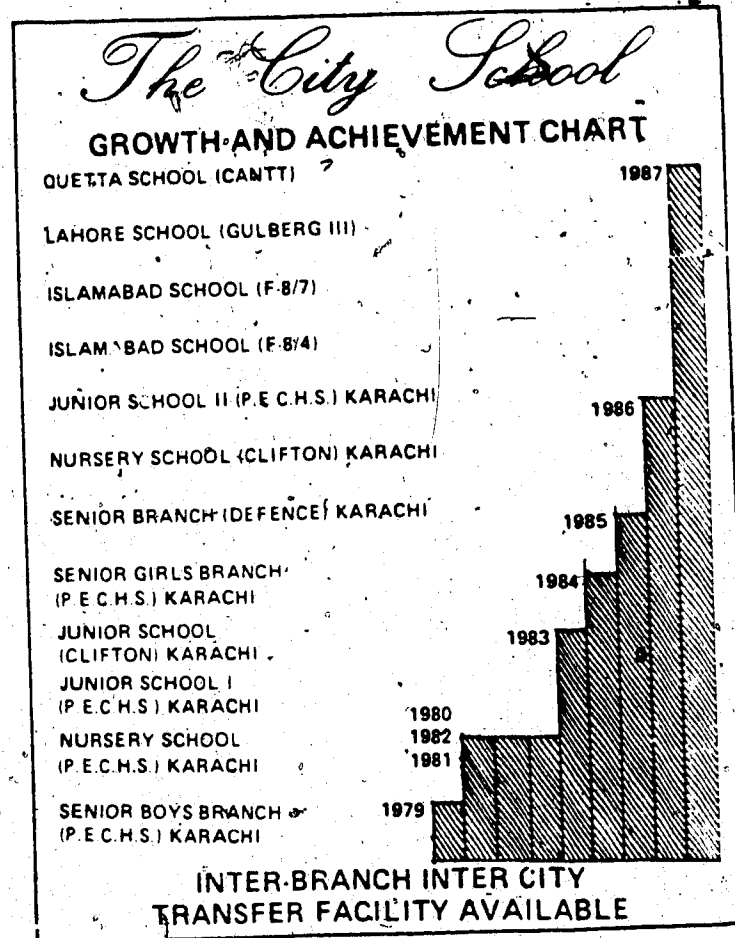 The City School
GROWTH AND ACHIEVEMENT CHART
QUETTA SCHOOL (CANTT)
1987
LAHORE SCHOOL (GULBERG III)
ISLAMABAD SCHOOL (F-8/7)
ISLAMABAD SCHOOL (F-8/4)
JUNIOR SCHOOL II (P.E.C.H.S.) KARACHI
1986
NURSERY SCHOOL (CLIFTON) KARACHI
SENIOR BRANCH (DEFENCE) KARACHI
1985
SENIOR GIRLS BRANCH
(P.E.C.H.S.) KARACHI
1984
JUNIOR SCHOOL
(CLIFTON) KARACHI
1983
JUNIOR SCHOOL I
(P.E.C.H.S.) KARACHI
1980
NURSERY SCHOOL
(P.E.C.H.S.) KARACHI
1982
1981
SENIOR BOYS BRANCH
(P.E.C.H.S.) KARACHI
1979
INTER-BRANCH INTER CITY
TRANSFER FACILITY AVAILABLE